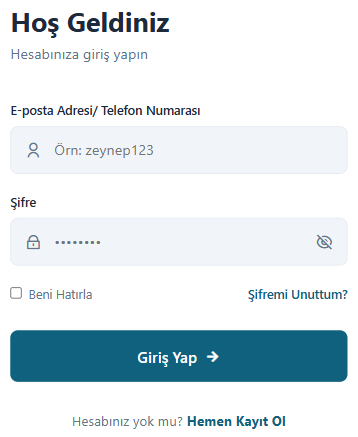 Hoş Geldiniz
Hesabınıza giriş yapın
E-posta Adresi/ Telefon Numarası
Örn: zeynep123
Şifre
••••••••
Beni Hatırla Şifremi Unuttum?
Giriş Yap →
Hesabınız yok mu? Hemen Kayıt Ol